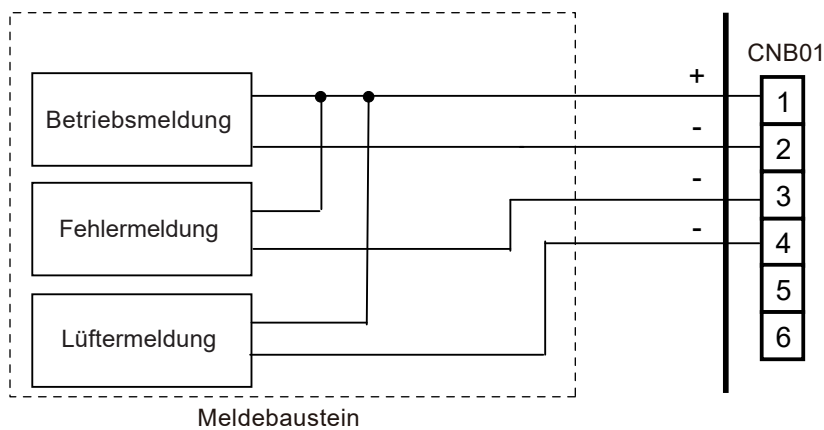 CNB01
+
1
Betriebsmeldung
-
2
-
3
Fehlermeldung
-
4
5
Lüftermeldung
6
Meldebaustein